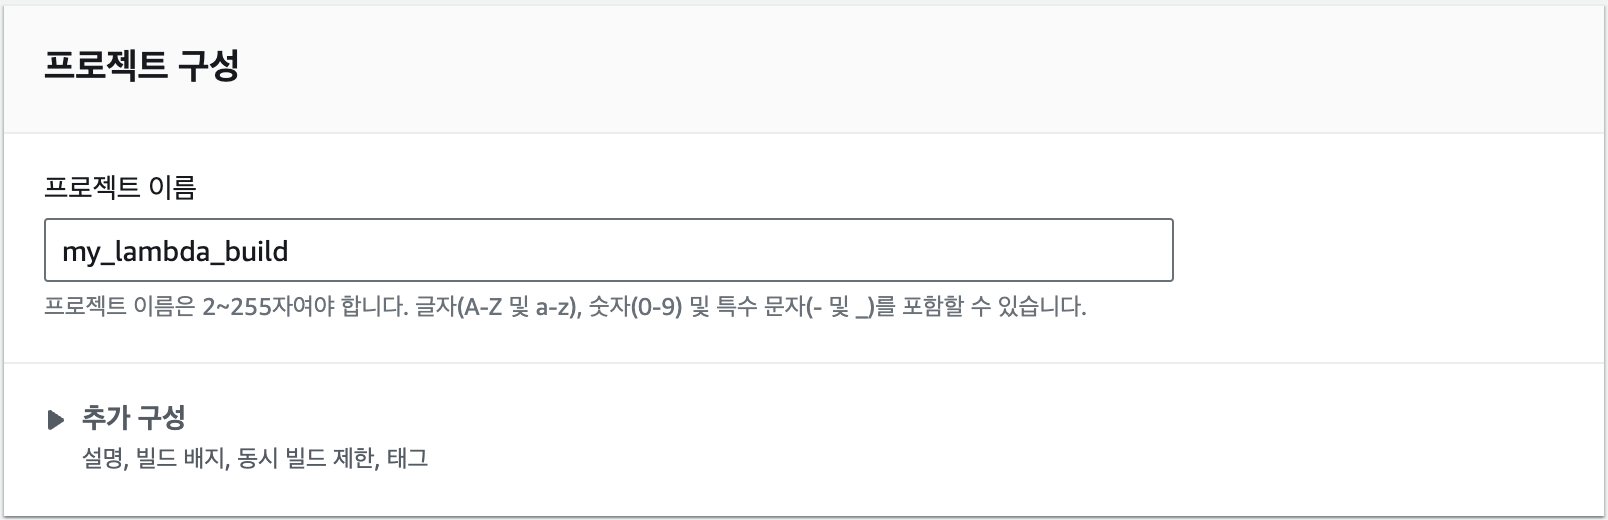 프로젝트 구성
프로젝트 이름
my_lambda_build
프로젝트 이름은 2~255자여야 합니다. 글자(A-Z 및 a-z), 숫자(0-9) 및 특수 문자(- 및 _)를 포함할 수 있습니다.
추가 구성
설명, 빌드 배지, 동시 빌드 제한, 태그